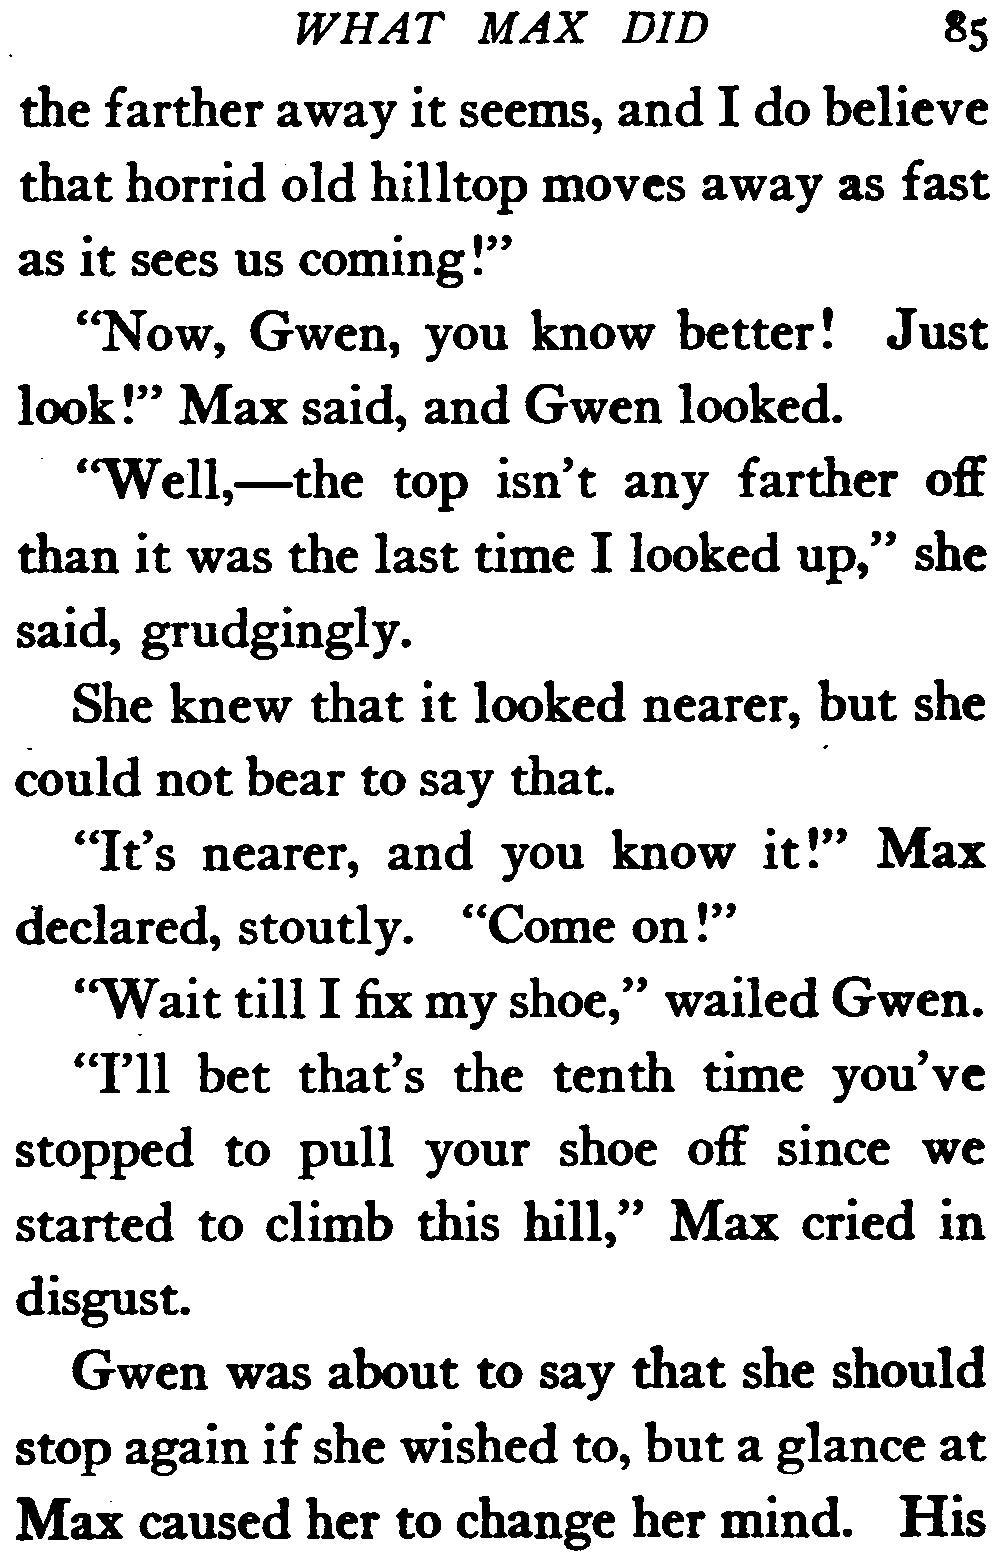 WHAT MAX DID 85
the farther away it seems, and I do believe
that horrid old hilltop moves away as fast
as it sees us coming!”
“Now, Gwen, you know better! Just
look!” Max said, and Gwen looked.
“Well,—the top isn’t any farther off
than it was the last time I looked up,” she
said, grudgingly.
She knew that it looked nearer, but she
could not bear to say that.
“It’s nearer, and you know it!” Max
declared, stoutly. “Come on!”
“Wait till I fix my shoe,” wailed Gwen.
“I’ll bet that’s the tenth time you’ve
stopped to pull your shoe off since we
started to climb this hill,” Max cried in
disgust.
Gwen was about to say that she should
stop again if she wished to, but a glance at
Max caused her to change her mind. His